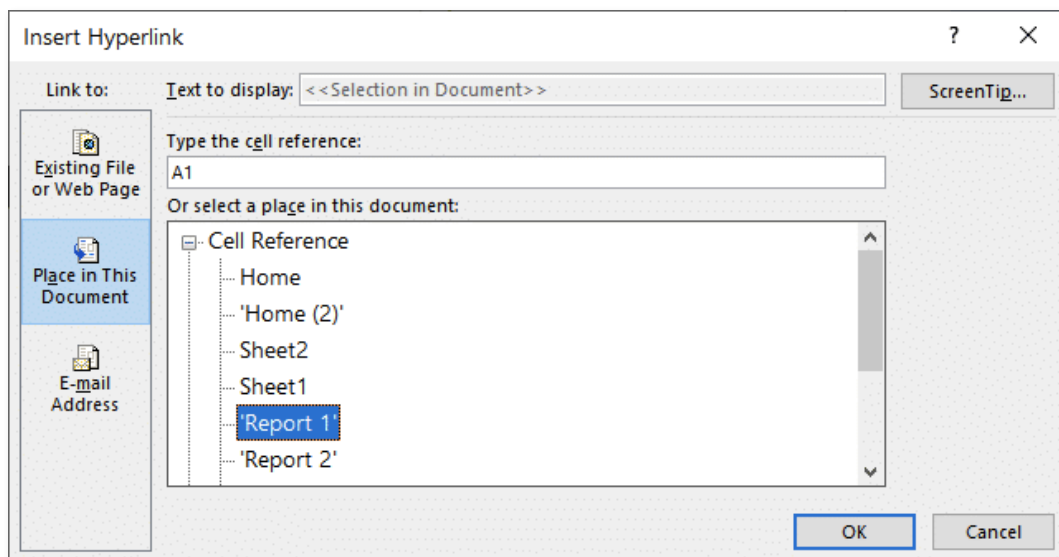 Insert Hyperlink
?
Link to:
Text to display:
<<Selection in Document>>
ScreenTip...
Existing File
or Web Page
Place in This
Document
E-mail
Address
Type the cell reference:
A1
Or select a place in this document:
Cell Reference
Home
'Home (2)'
Sheet2
Sheet1
'Report 1'
'Report 2'
OK
Cancel